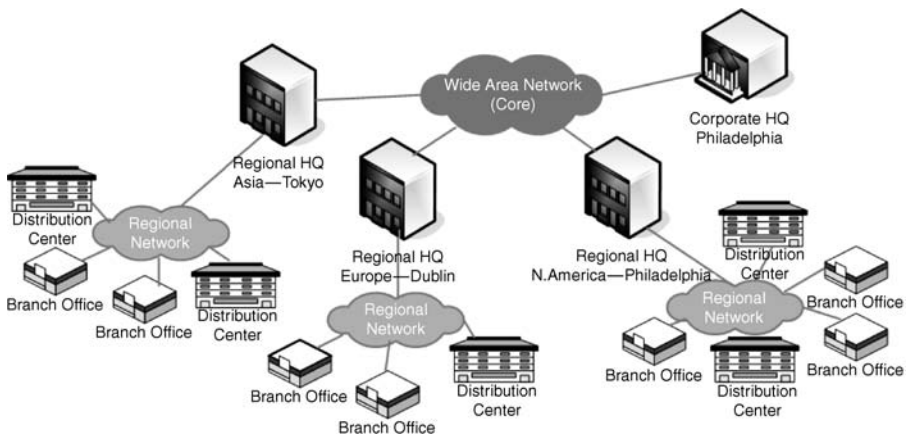 Wide Area Network
(Core)
Corporate HQ
Philadelphia
Regional HQ
Asia—Tokyo
Regional HQ
Europe—Dublin
Regional HQ
N.America—Philadelphia
Distribution
Center
Regional
Network
Branch Office
Branch Office
Distribution
Center
Regional
Network
Branch Office
Branch Office
Distribution
Center
Distribution
Center
Regional
Network
Branch Office
Branch Office
Branch Office
Distribution
Center